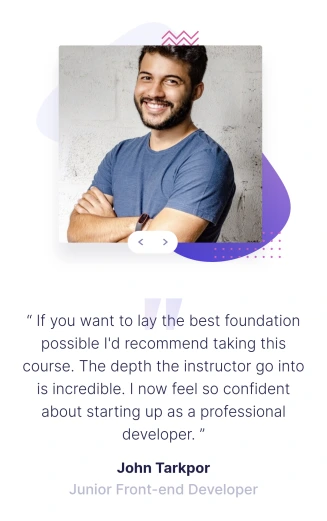 “ If you want to lay the best foundation
possible I'd recommend taking this
course. The depth the instructor go into
is incredible. I now feel so confident
about starting up as a professional
developer. ”
John Tarkpor
Junior Front-end Developer